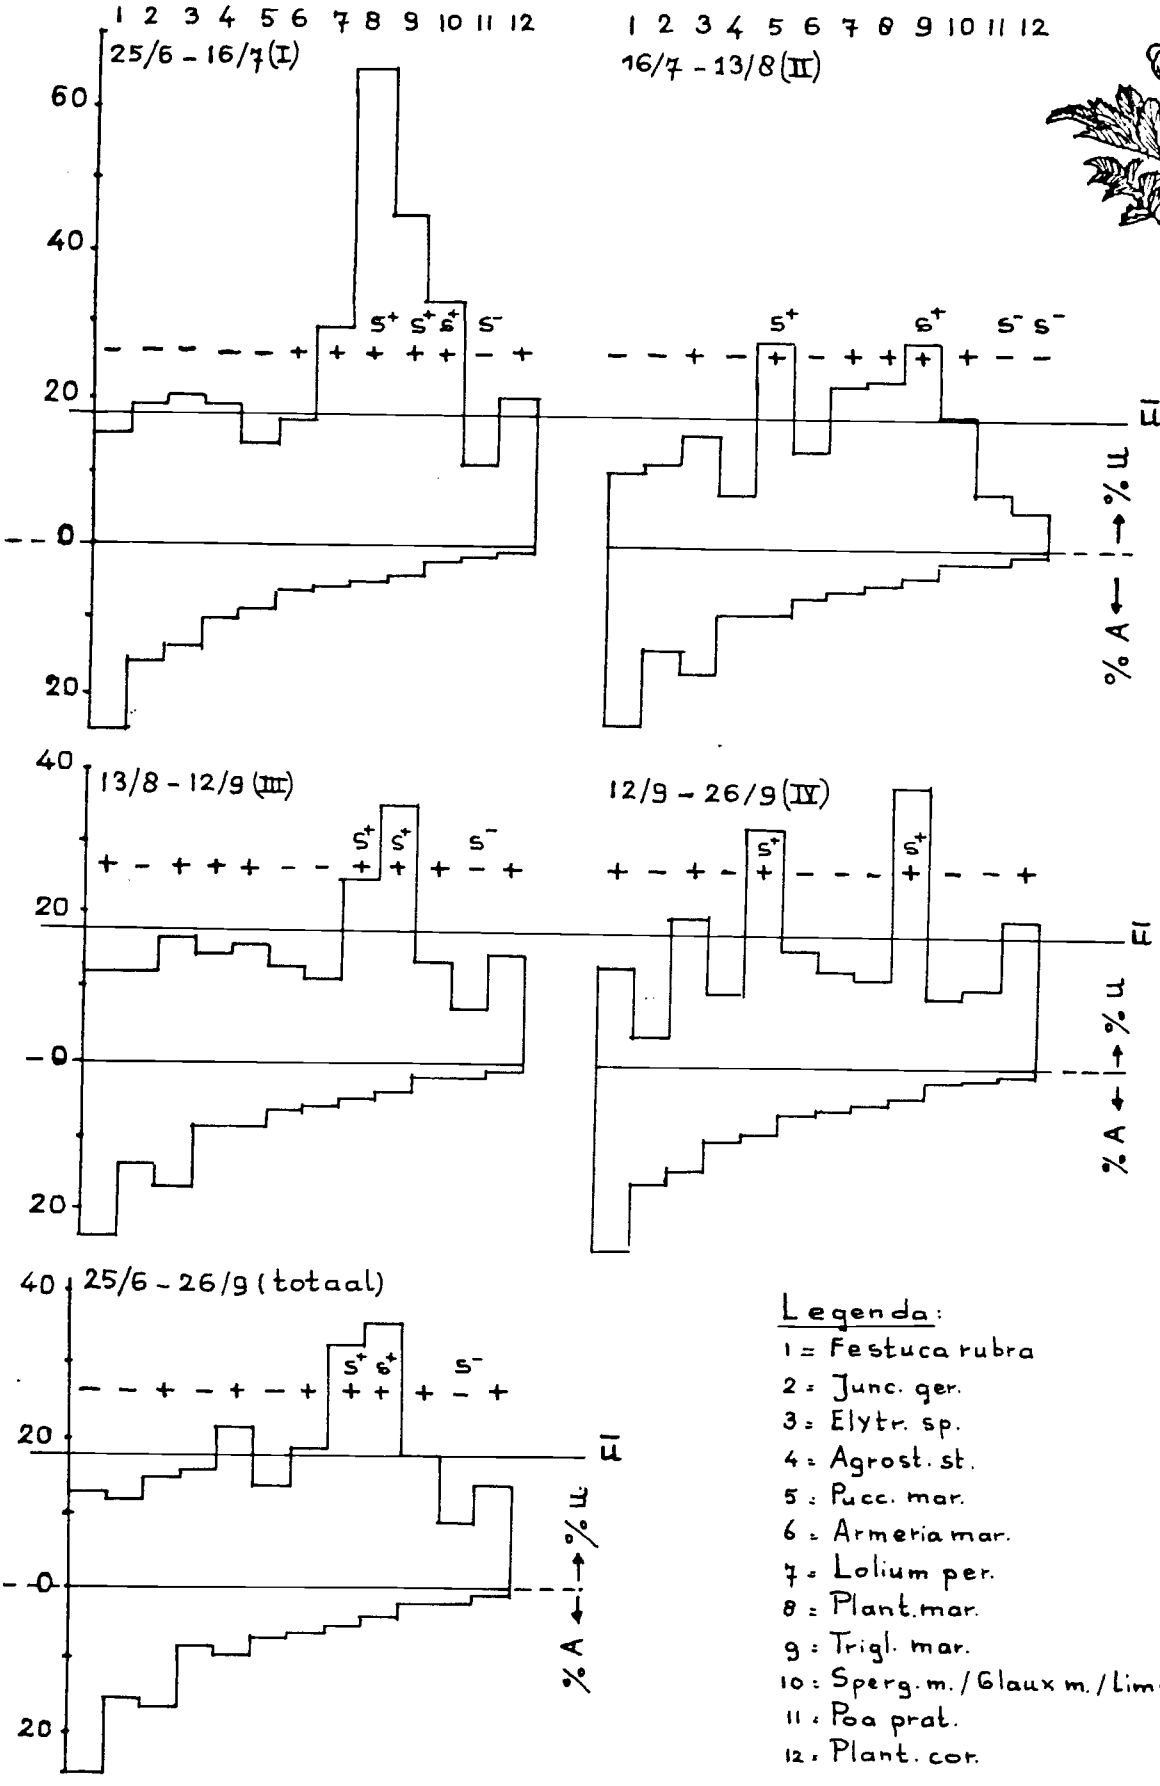 1 2 3 4 5 6 7 8 9 10 11 12
1 2 3 4 5 6 7 8 9 10 11 12
25/6 - 16/7 (I)
16/7 - 13/8 (II)
60
40
20
0
20
S⁺ S⁺ S⁺ S⁻
- - - - - + + + + + - +
S⁺ S⁺ S⁻ S⁻
- - + - + - + + + + - -
ū
% A ← → % u
40
13/8 - 12/9 (III)
12/9 - 26/9 (IV)
20
0
20
S⁺ S⁺ S⁻
+ - + + + - - + + + - +
S⁺ S⁺
+ - + - + - - - + - - +
ū
% A ← → % u
40
25/6 - 26/9 (totaal)
20
0
20
S⁺ S⁺ S⁻
- - + - + - + + + + - +
ū
% A ← → % u
Legenda:
1 = Festuca rubra
2 = Junc. ger.
3 = Elytr. sp.
4 = Agrost. st.
5 = Pucc. mar.
6 = Armeria mar.
7 = Lolium per.
8 = Plant. mar.
9 = Trigl. mar.
10 = Sperg. m. / Glaux m. / Lim
11 = Poa prat.
12 = Plant. cor.